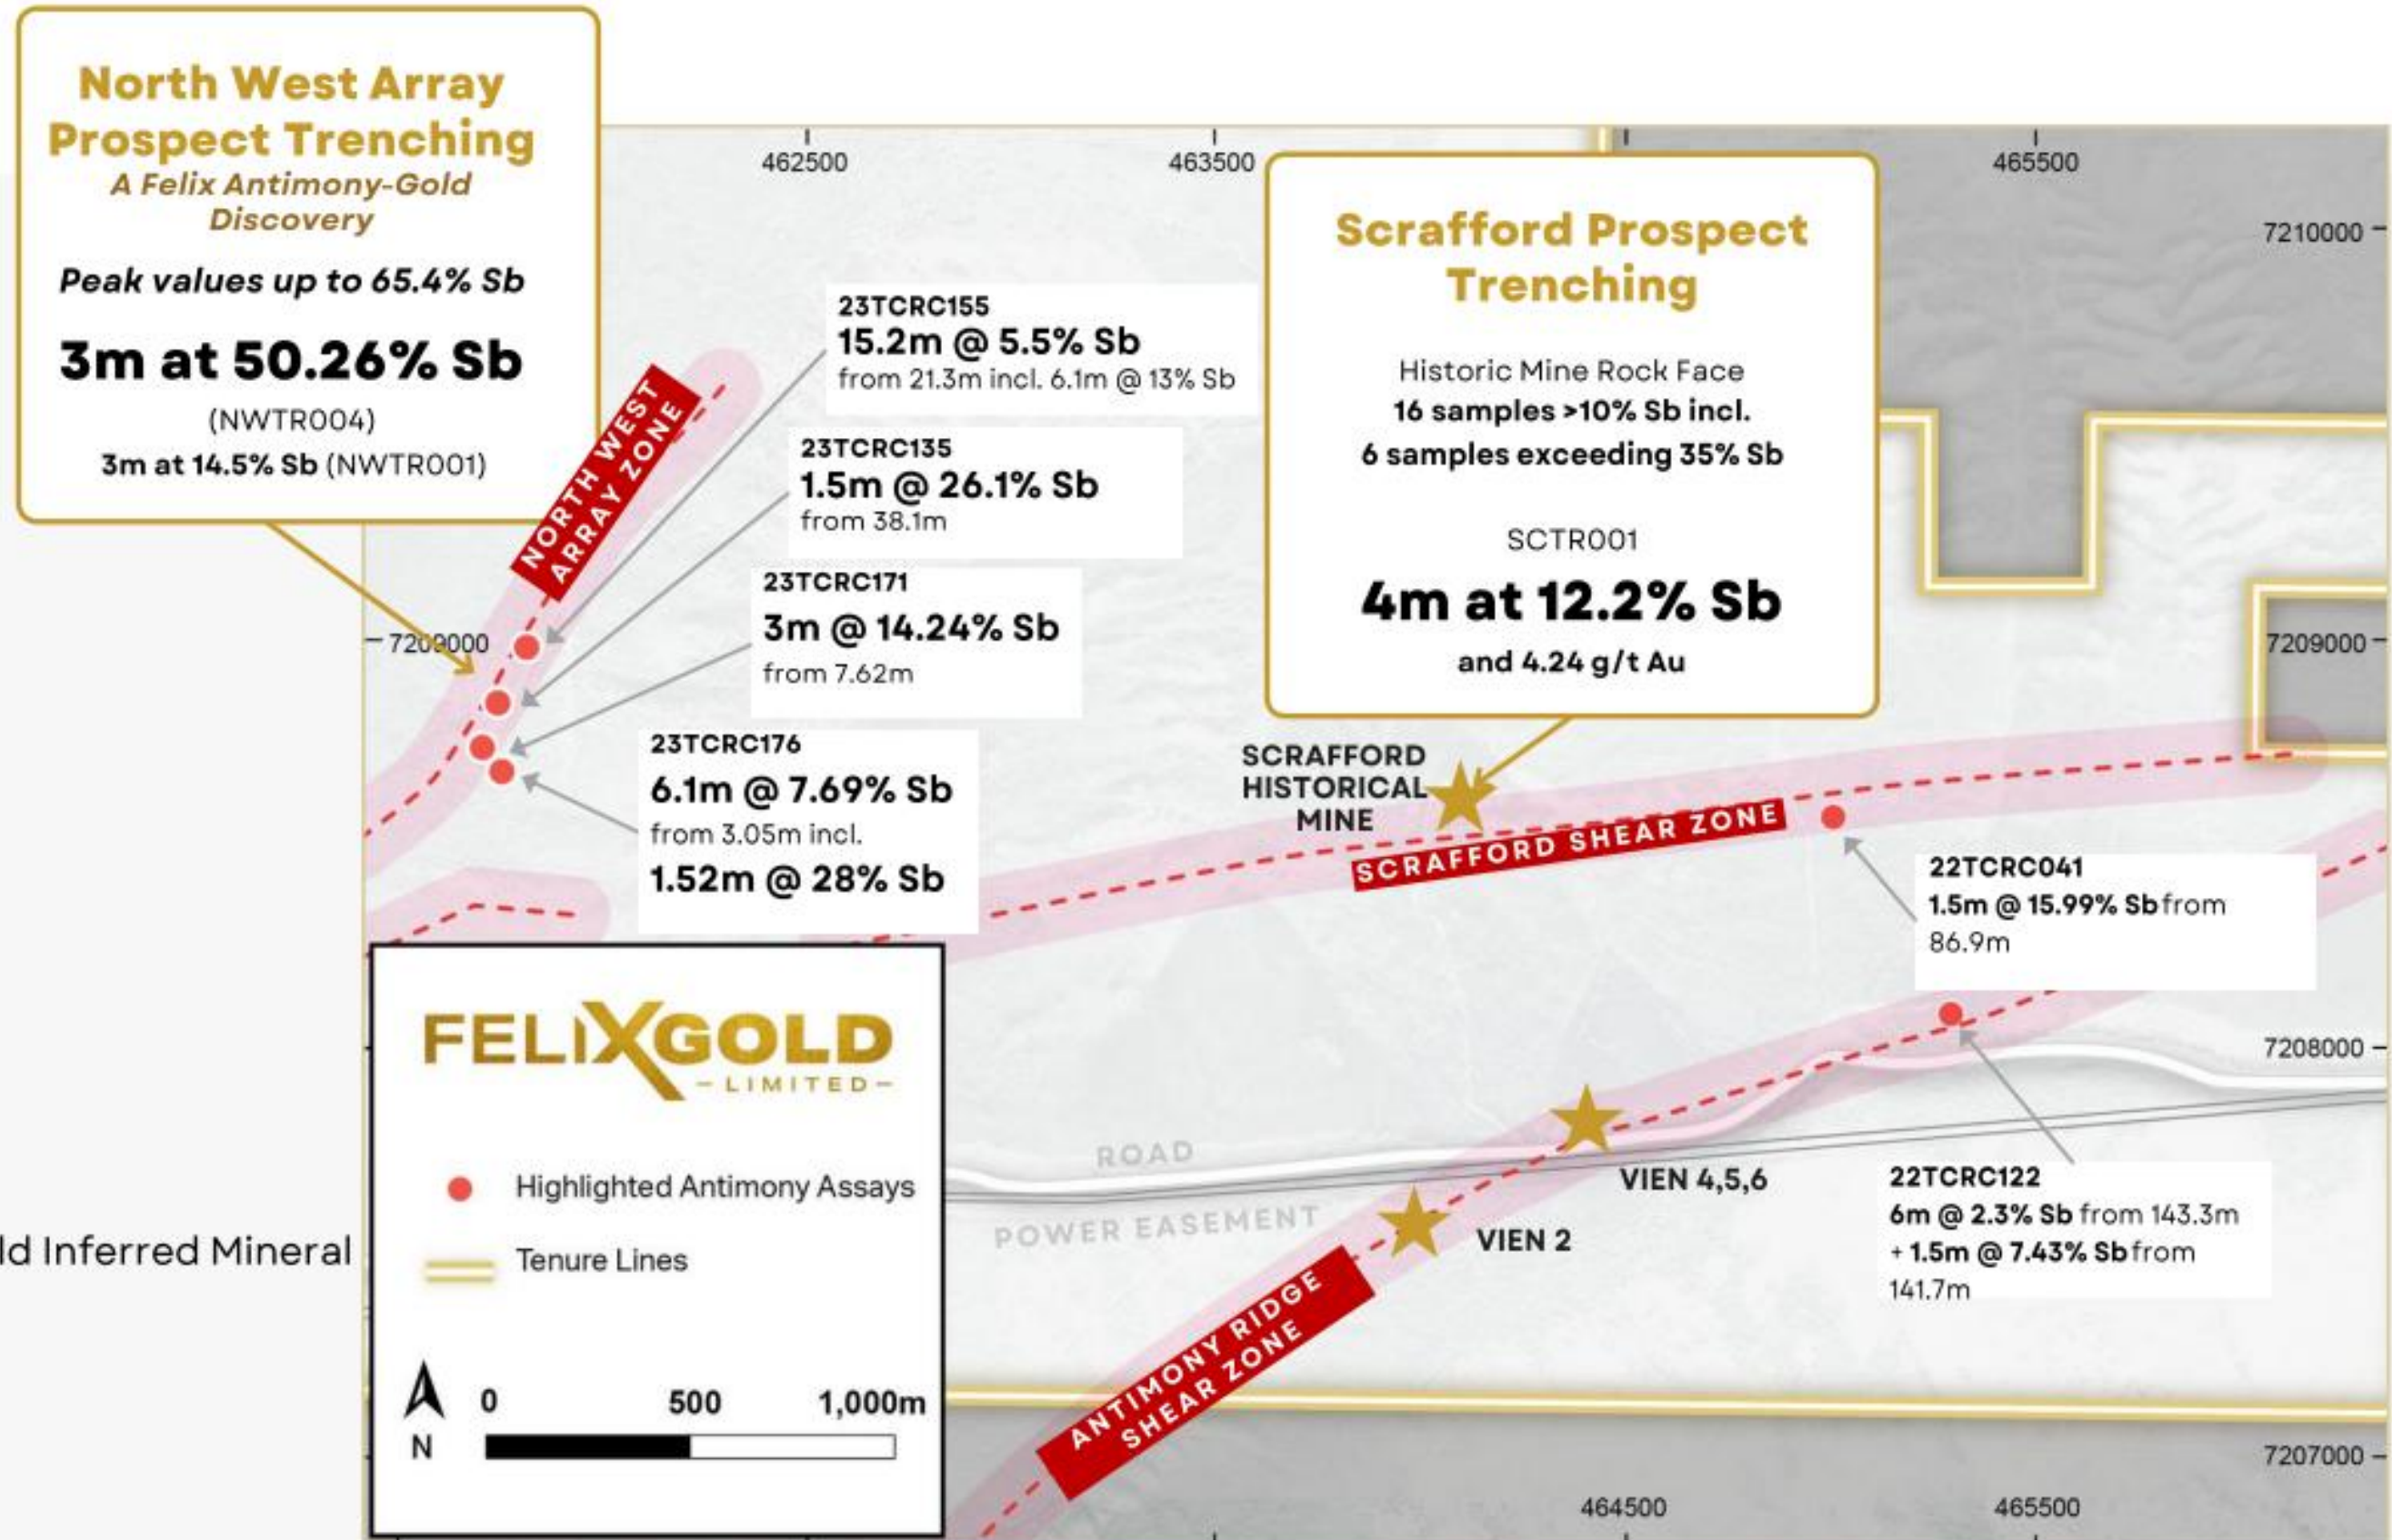 North West Array
Prospect Trenching
A Felix Antimony-Gold
Discovery
Peak values up to 65.4% Sb
3m at 50.26% Sb
(NWTR004)
3m at 14.5% Sb (NWTR001)
462500
463500
465500
7210000
Scrafford Prospect
Trenching
Historic Mine Rock Face
16 samples >10% Sb incl.
6 samples exceeding 35% Sb
SCTR001
4m at 12.2% Sb
and 4.24 g/t Au
23TCRC155
15.2m @ 5.5% Sb
from 21.3m incl. 6.1m @ 13% Sb
NORTH WEST
ARRAY ZONE
23TCRC135
1.5m @ 26.1% Sb
from 38.1m
23TCRC171
3m @ 14.24% Sb
from 7.62m
7209000
7209000
23TCRC176
6.1m @ 7.69% Sb
from 3.05m incl.
1.52m @ 28% Sb
SCRAFFORD
HISTORICAL
MINE
SCRAFFORD SHEAR ZONE
22TCRC041
1.5m @ 15.99% Sb from
86.9m
7208000
FELIXGOLD
LIMITED
Highlighted Antimony Assays
Tenure Lines
0 500 1,000m
N
ld Inferred Mineral
ROAD
POWER EASEMENT
VIEN 4,5,6
VIEN 2
22TCRC122
6m @ 2.3% Sb from 143.3m
+ 1.5m @ 7.43% Sb from
141.7m
ANTIMONY RIDGE
SHEAR ZONE
7207000
464500
465500